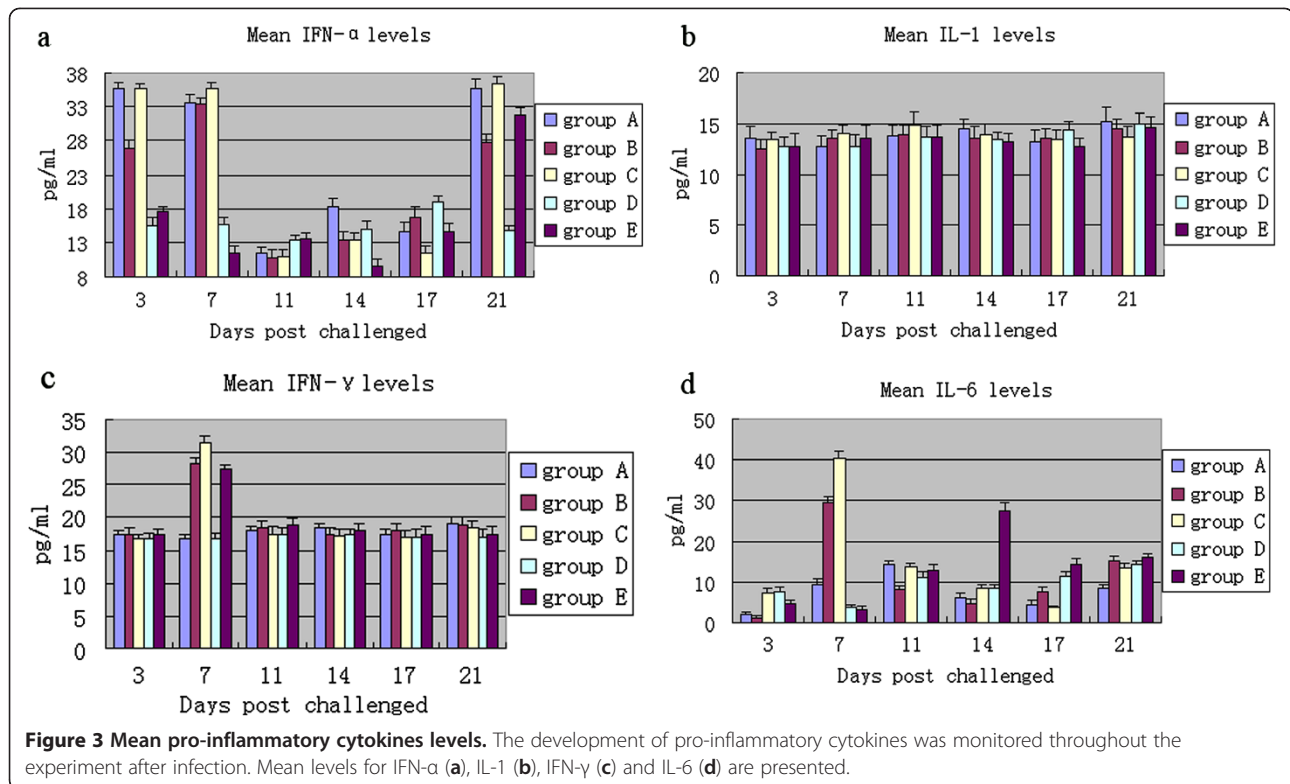 a
Mean IFN-α levels
38
33
28
23
18
13
8
pg/ml
3 7 11 14 17 21
Days post challenged
group A
group B
group C
group D
group E
b
Mean IL-1 levels
20
15
10
5
0
pg/ml
3 7 11 14 17 21
Days post challenged
group A
group B
group C
group D
group E
c
Mean IFN-γ levels
35
30
25
20
15
10
5
0
pg/ml
3 7 11 14 17 21
Days post challenged
group A
group B
group C
group D
group E
d
Mean IL-6 levels
50
40
30
20
10
0
pg/ml
3 7 11 14 17 21
Days post challenged
group A
group B
group C
group D
group E
Figure 3 Mean pro-inflammatory cytokines levels. The development of pro-inflammatory cytokines was monitored throughout the
experiment after infection. Mean levels for IFN-α (a), IL-1 (b), IFN-γ (c) and IL-6 (d) are presented.